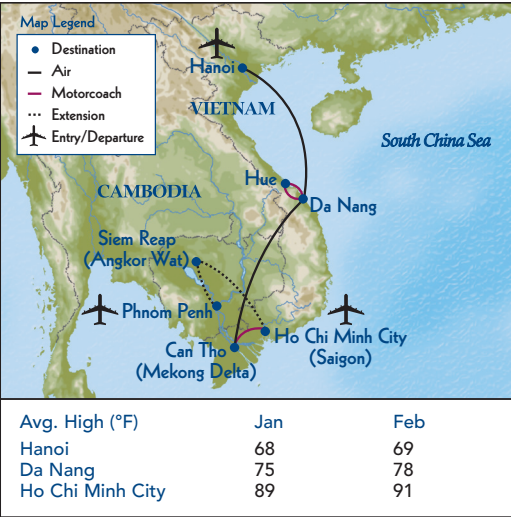 Map Legend
Destination
Air
Motorcoach
Extension
Entry/Departure
Hanoi
VIETNAM
South China Sea
Hue
CAMBODIA
Da Nang
Siem Reap
(Angkor Wat)
Phnom Penh
Ho Chi Minh City
(Saigon)
Can Tho
(Mekong Delta)
Avg. High (°F) Jan Feb
Hanoi 68 69
Da Nang 75 78
Ho Chi Minh City 89 91